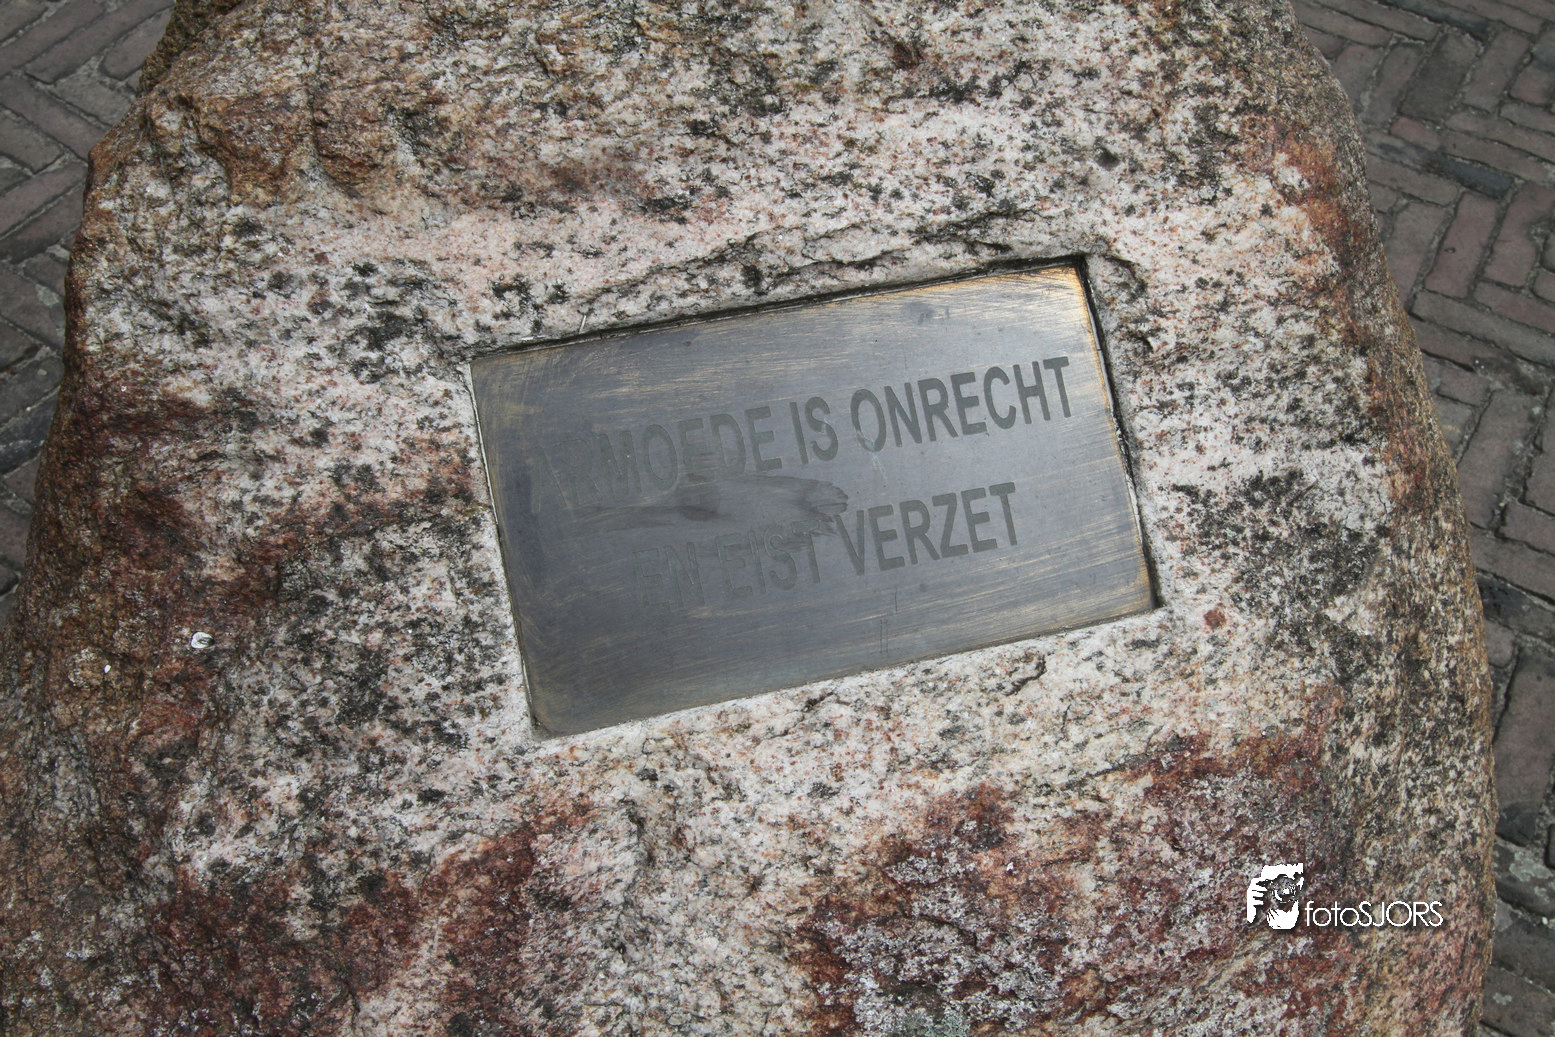 ARMOEDE IS ONRECHT
EN EIST VERZET
fotoSJORS